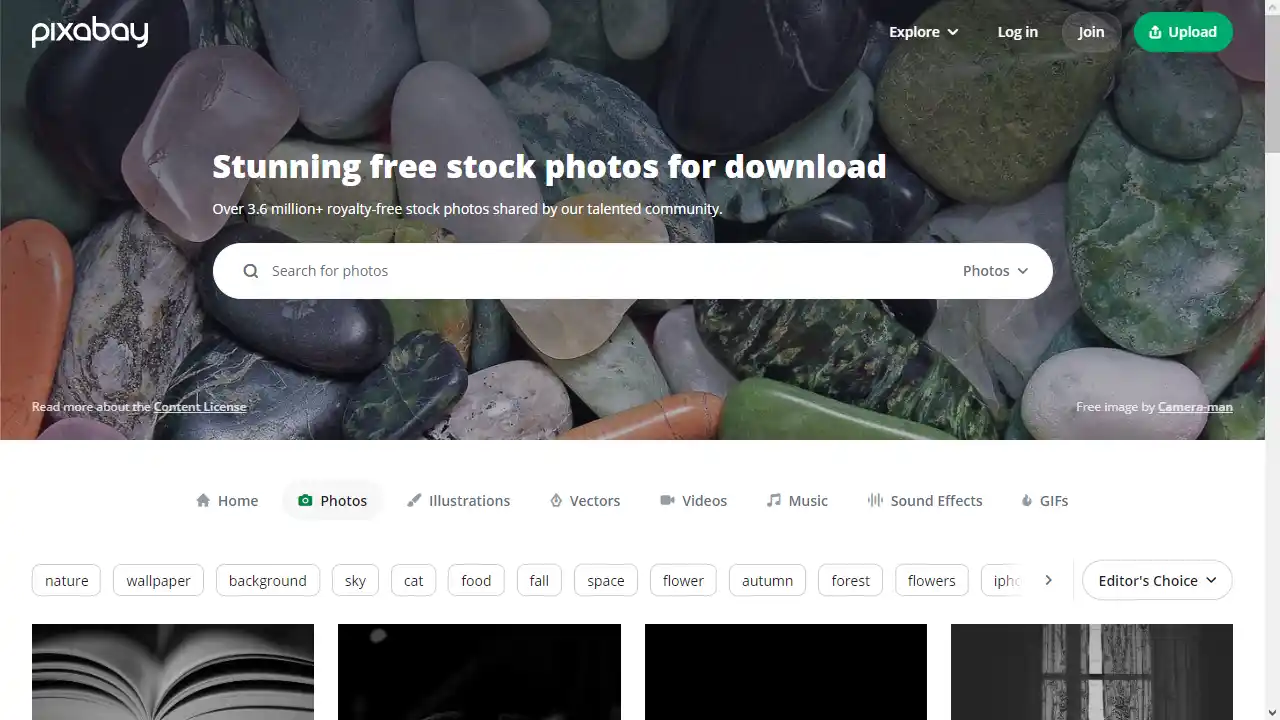 pixabay
Explore
Log in
Join
Upload
Stunning free stock photos for download
Over 3.6 million+ royalty-free stock photos shared by our talented community.
Search for photos
Photos
Read more about the Content License
Free image by Camera-man
Home
Photos
Illustrations
Vectors
Videos
Music
Sound Effects
GIFs
nature
wallpaper
background
sky
cat
food
fall
space
flower
autumn
forest
flowers
ipho
Editor's Choice